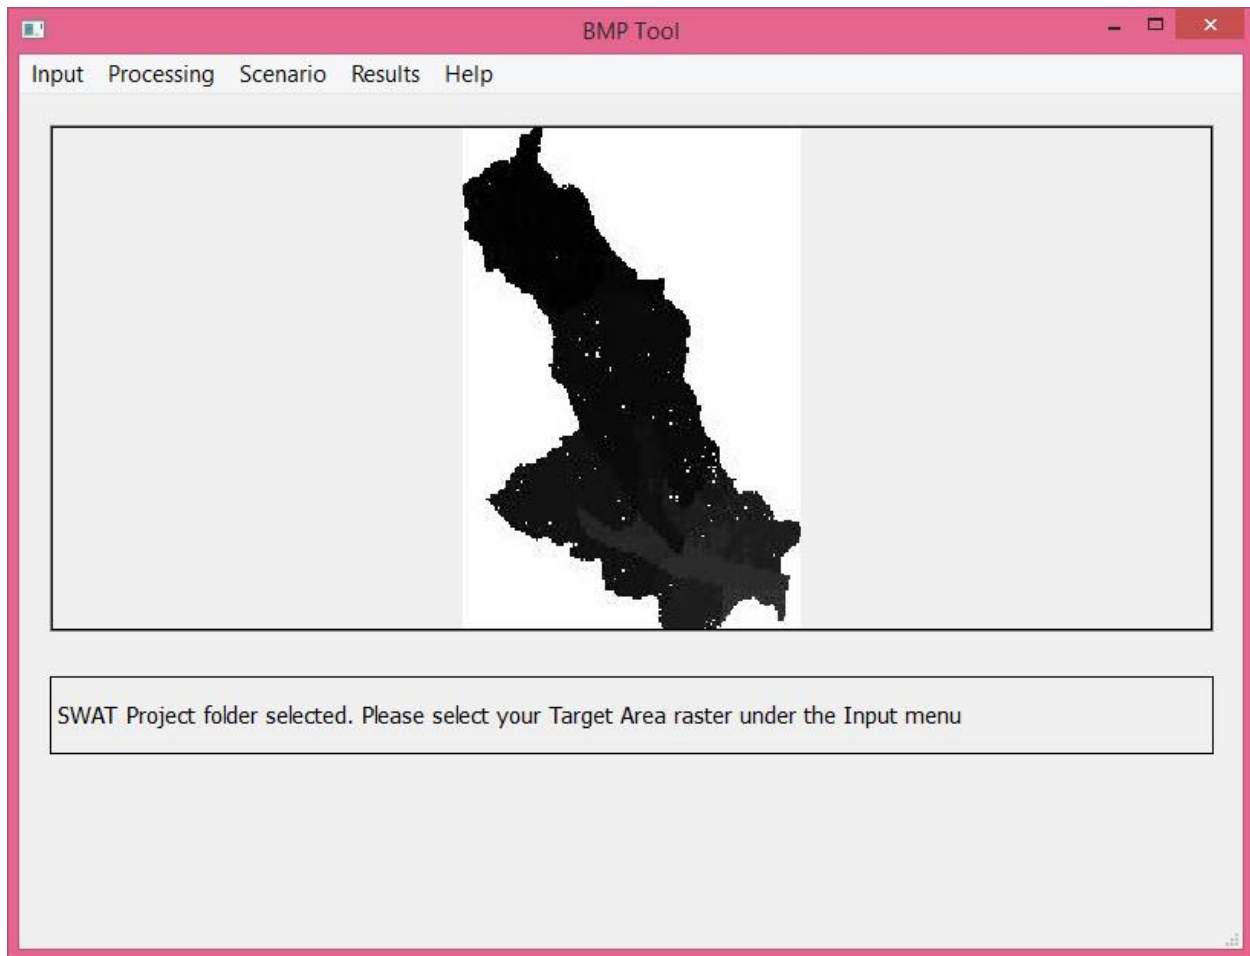 BMP Tool
Input Processing Scenario Results Help
SWAT Project folder selected. Please select your Target Area raster under the Input menu